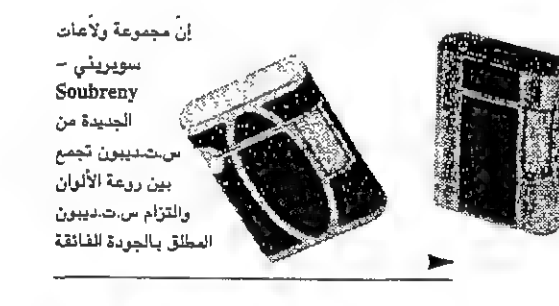 إنّ مجموعة ولاّعات
سوبريني –
Soubreny
الجديدة من
س.ت.ديبون تجمع
بين روعة الألوان
والتزام س.ت.ديبون
المطلق بالجودة الفائقة